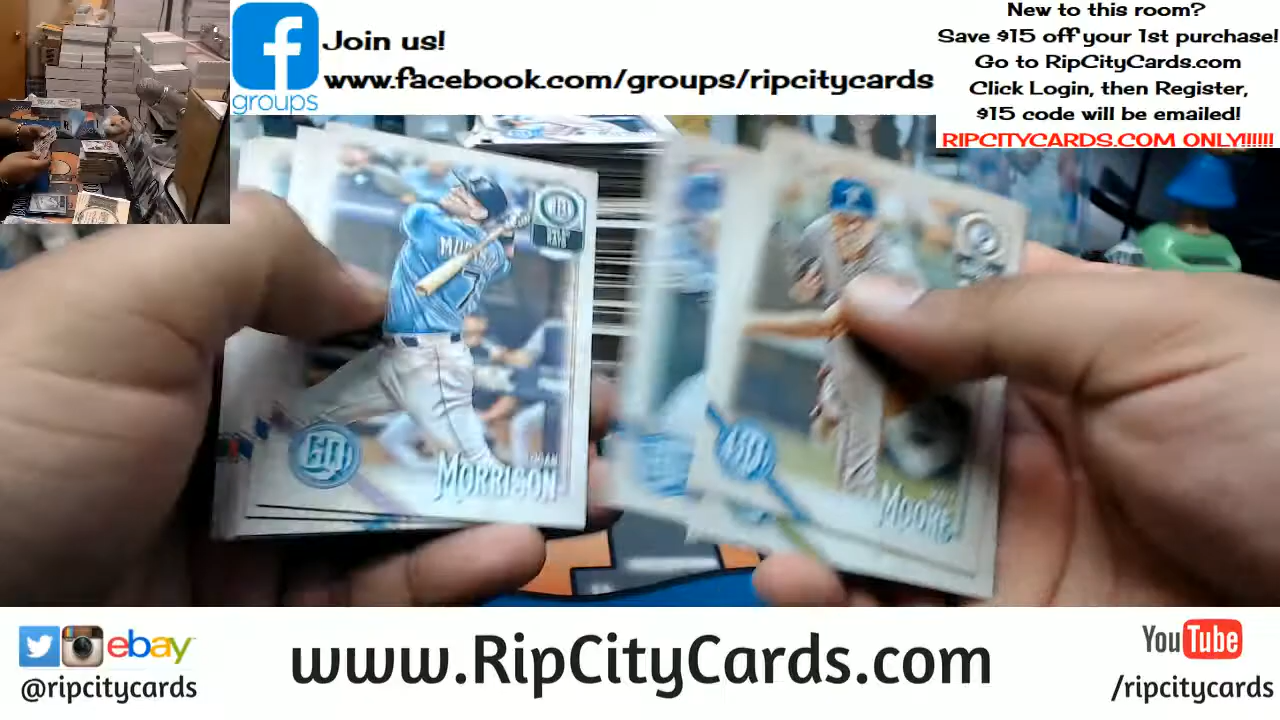 Join us!
www.facebook.com/groups/ripcitycards
groups
New to this room?
Save $15 off your 1st purchase!
Go to RipCityCards.com
Click Login, then Register,
$15 code will be emailed!
RIPCITYCARDS.COM ONLY!!!!!!
RAYS
7
GQ
MORRISON
MOORE
ebay
@ripcitycards
www.RipCityCards.com
YouTube
/ripcitycards